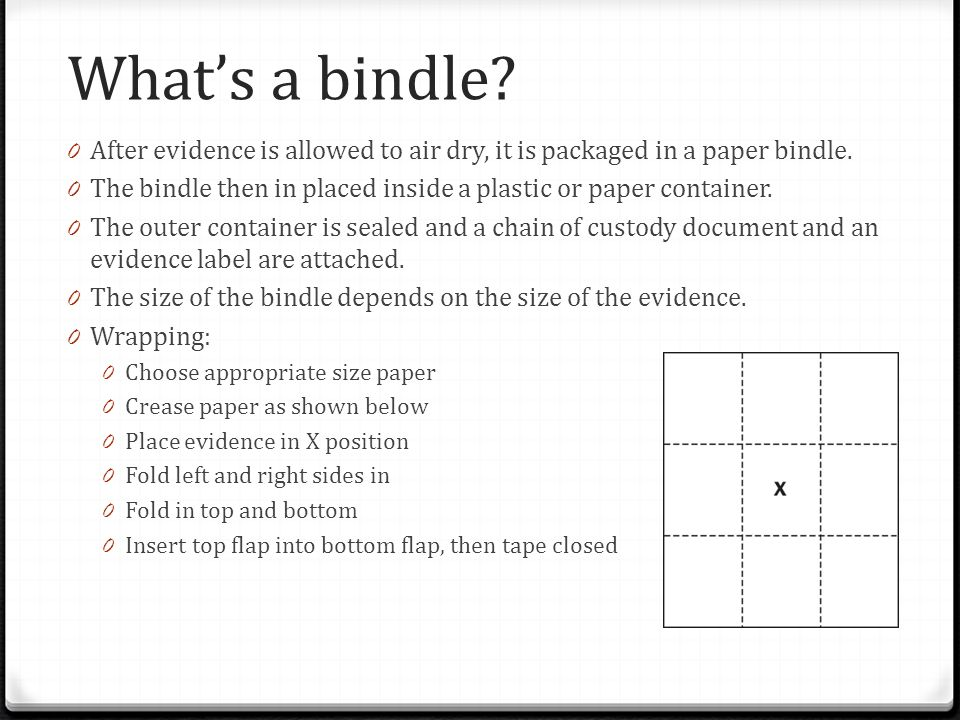 What's a bindle?
After evidence is allowed to air dry, it is packaged in a paper bindle.
The bindle then in placed inside a plastic or paper container.
The outer container is sealed and a chain of custody document and an
evidence label are attached.
The size of the bindle depends on the size of the evidence.
Wrapping:
Choose appropriate size paper
Crease paper as shown below
Place evidence in X position
Fold left and right sides in
Fold in top and bottom
Insert top flap into bottom flap, then tape closed
X